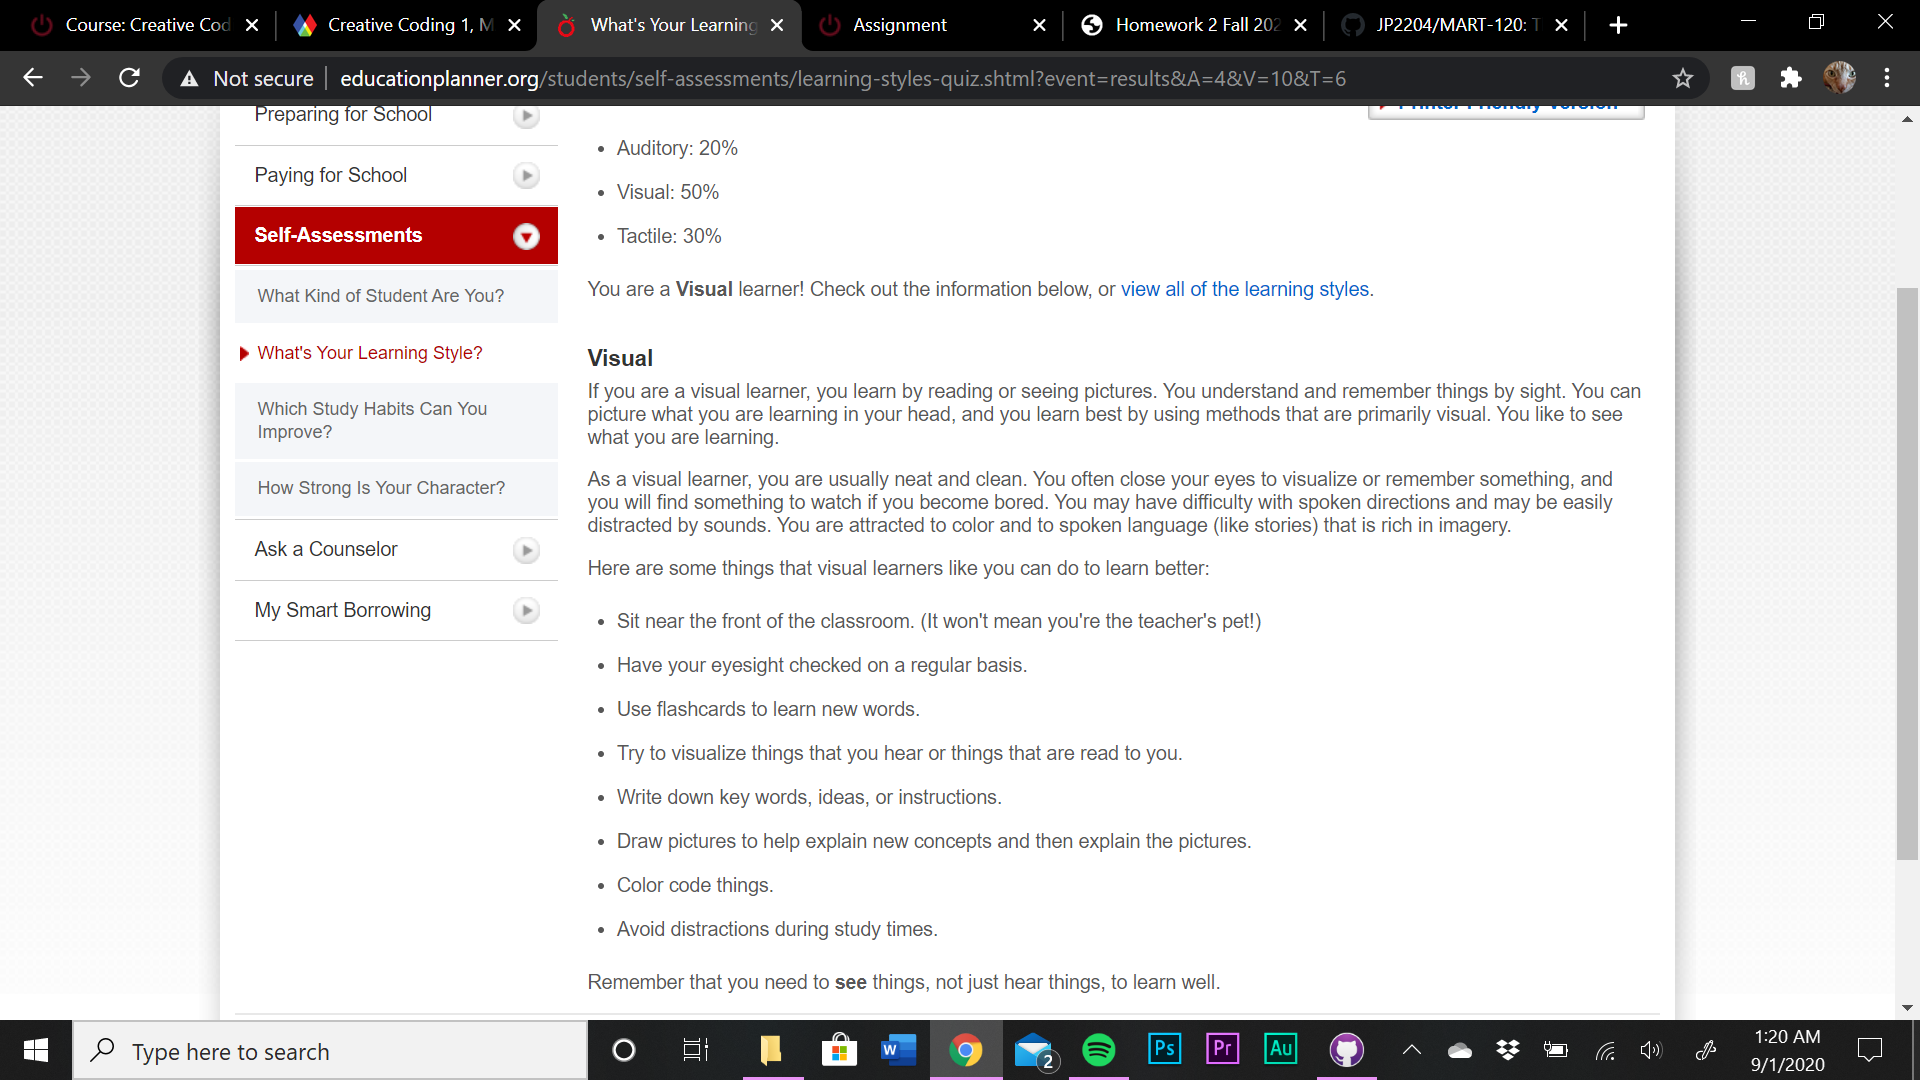 Course: Creative Cod
Creative Coding 1, M
What's Your Learning
Assignment
Homework 2 Fall 202
JP2204/MART-120: T
Not secure
educationplanner.org/students/self-assessments/learning-styles-quiz.shtml?event=results&A=4&V=10&T=6
Preparing for School
Paying for School
Self-Assessments
What Kind of Student Are You?
What's Your Learning Style?
Which Study Habits Can You
Improve?
How Strong Is Your Character?
Ask a Counselor
My Smart Borrowing
Printer Friendly Version
• Auditory: 20%
• Visual: 50%
• Tactile: 30%
You are a Visual learner! Check out the information below, or view all of the learning styles.
Visual
If you are a visual learner, you learn by reading or seeing pictures. You understand and remember things by sight. You can
picture what you are learning in your head, and you learn best by using methods that are primarily visual. You like to see
what you are learning.
As a visual learner, you are usually neat and clean. You often close your eyes to visualize or remember something, and
you will find something to watch if you become bored. You may have difficulty with spoken directions and may be easily
distracted by sounds. You are attracted to color and to spoken language (like stories) that is rich in imagery.
Here are some things that visual learners like you can do to learn better:
• Sit near the front of the classroom. (It won't mean you're the teacher's pet!)
• Have your eyesight checked on a regular basis.
• Use flashcards to learn new words.
• Try to visualize things that you hear or things that are read to you.
• Write down key words, ideas, or instructions.
• Draw pictures to help explain new concepts and then explain the pictures.
• Color code things.
• Avoid distractions during study times.
Remember that you need to see things, not just hear things, to learn well.
Type here to search
W
2
Ps
Pr
Au
1:20 AM
9/1/2020